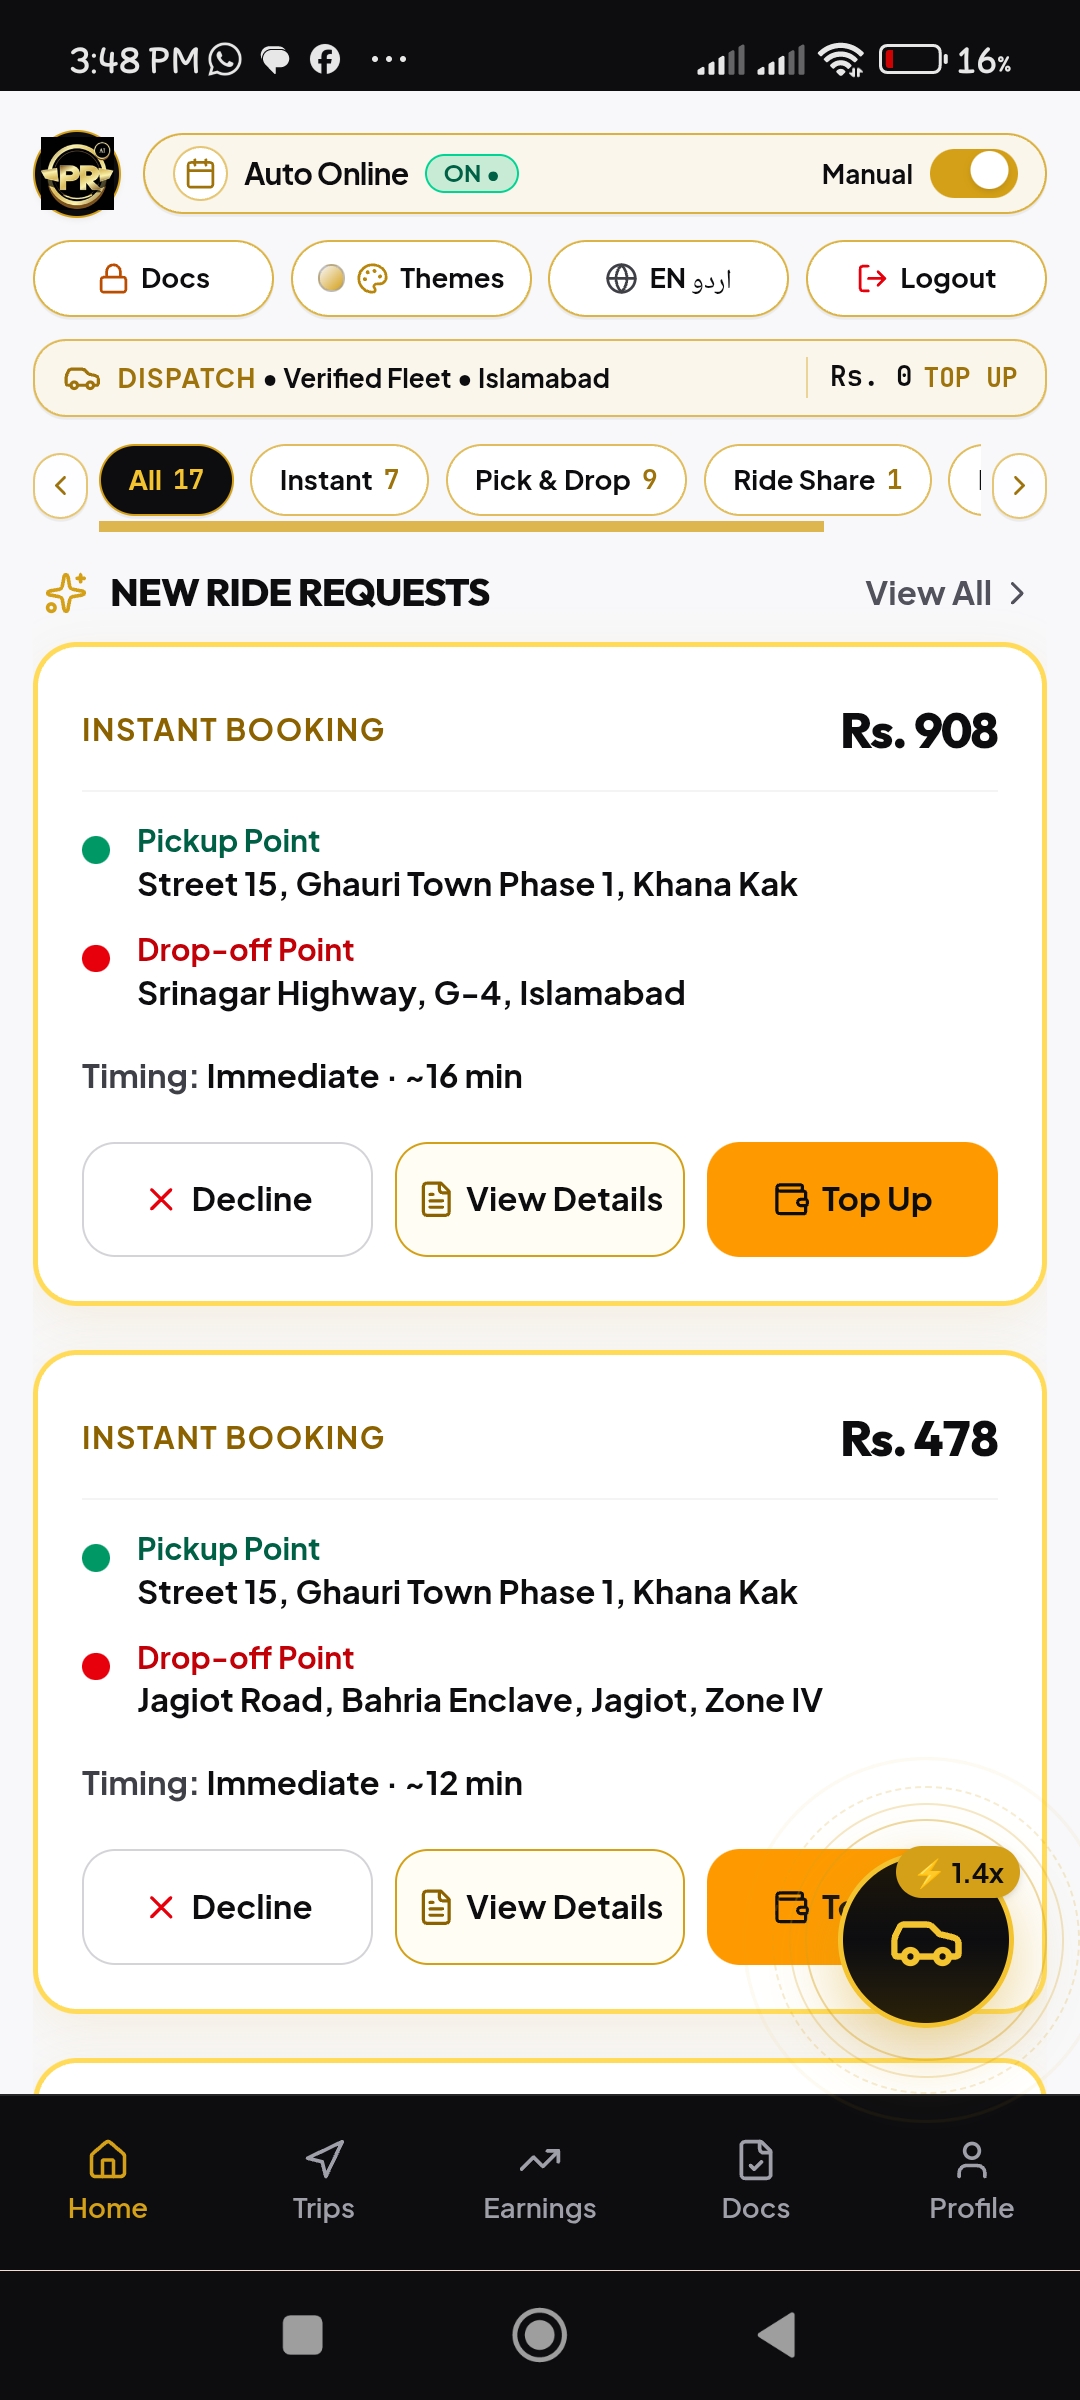 3:48 PM
16%
PR
AI
Auto Online
ON
Manual
Docs
Themes
EN اردو
Logout
DISPATCH • Verified Fleet • Islamabad
Rs. 0 TOP UP
All 17
Instant 7
Pick & Drop 9
Ride Share 1
NEW RIDE REQUESTS
View All
INSTANT BOOKING
Rs. 908
Pickup Point
Street 15, Ghauri Town Phase 1, Khana Kak
Drop-off Point
Srinagar Highway, G-4, Islamabad
Timing: Immediate · ~16 min
Decline
View Details
Top Up
INSTANT BOOKING
Rs. 478
Pickup Point
Street 15, Ghauri Town Phase 1, Khana Kak
Drop-off Point
Jagiot Road, Bahria Enclave, Jagiot, Zone IV
Timing: Immediate · ~12 min
Decline
View Details
⚡ 1.4x
Home
Trips
Earnings
Docs
Profile